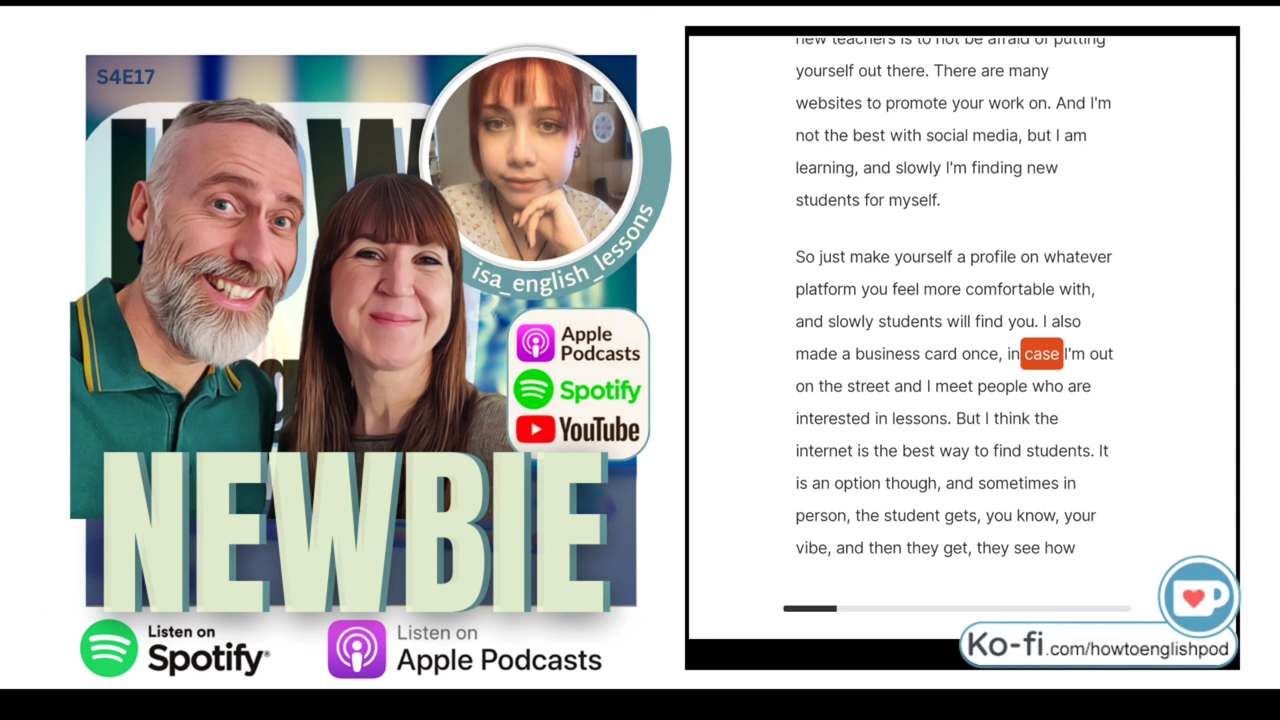 S4E17
HOW
isa_english_lessons
Apple
Podcasts
Spotify
YouTube
NEWBIE
Listen on
Spotify®
Listen on
Apple Podcasts
new teachers is to not be afraid of putting
yourself out there. There are many
websites to promote your work on. And I'm
not the best with social media, but I am
learning, and slowly I'm finding new
students for myself.
So just make yourself a profile on whatever
platform you feel more comfortable with,
and slowly students will find you. I also
made a business card once, in case I'm out
on the street and I meet people who are
interested in lessons. But I think the
internet is the best way to find students. It
is an option though, and sometimes in
person, the student gets, you know, your
vibe, and then they get, they see how
Ko-fi.com/howtoenglishpod